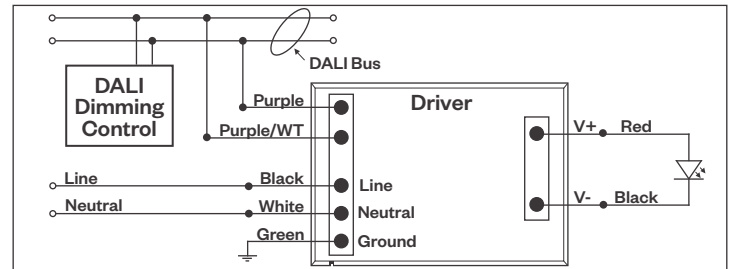 DALI Bus
DALI
Dimming
Control
Driver
Purple
Purple/WT
V+ Red
Line Black Line
V- Black
Neutral White Neutral
Green Ground